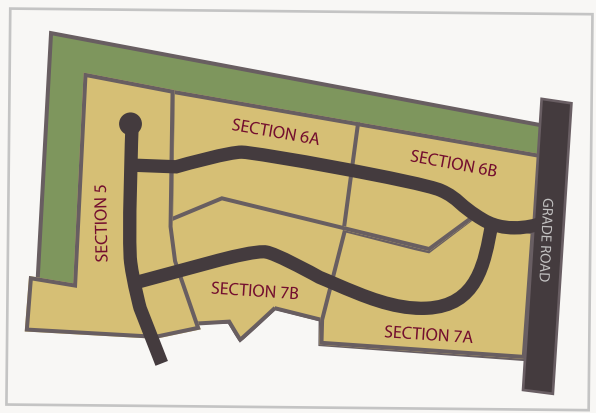 SECTION 6A
SECTION 6B
SECTION 5
GRADE ROAD
SECTION 7B
SECTION 7A